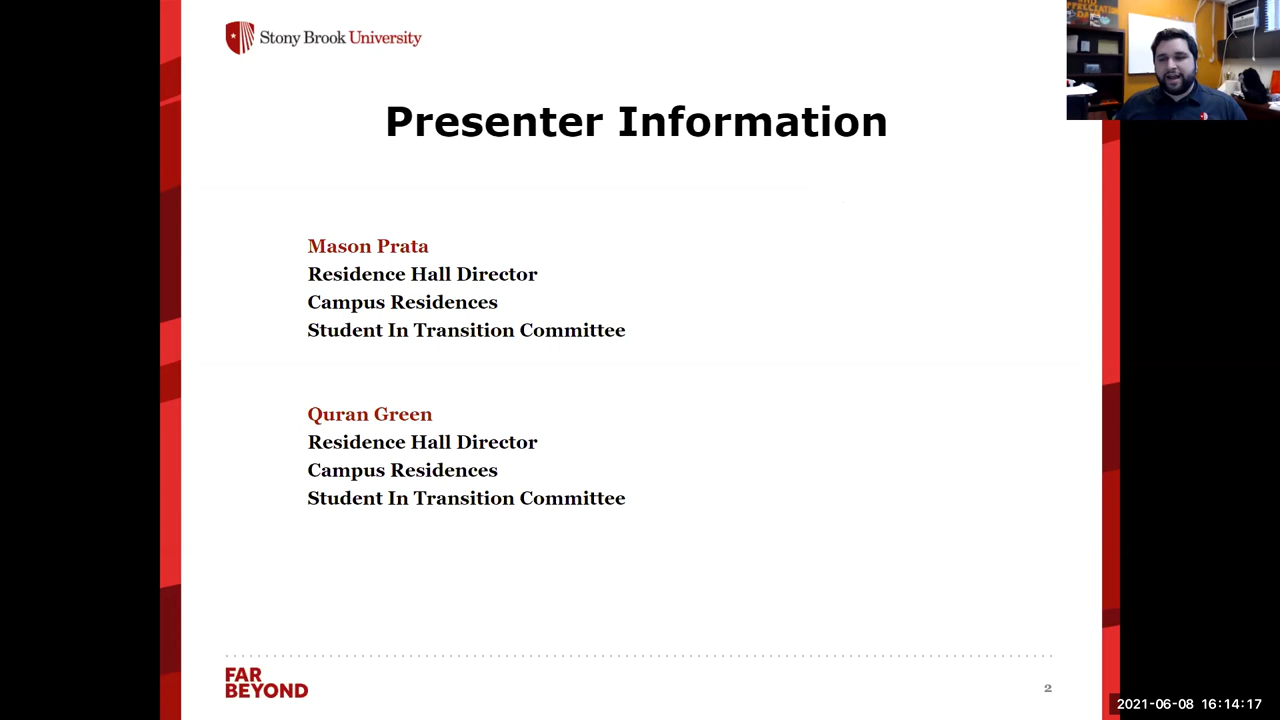 Stony Brook University
Presenter Information
Mason Prata
Residence Hall Director
Campus Residences
Student In Transition Committee
Quran Green
Residence Hall Director
Campus Residences
Student In Transition Committee
FAR
BEYOND
2
2021-06-08 16:14:17